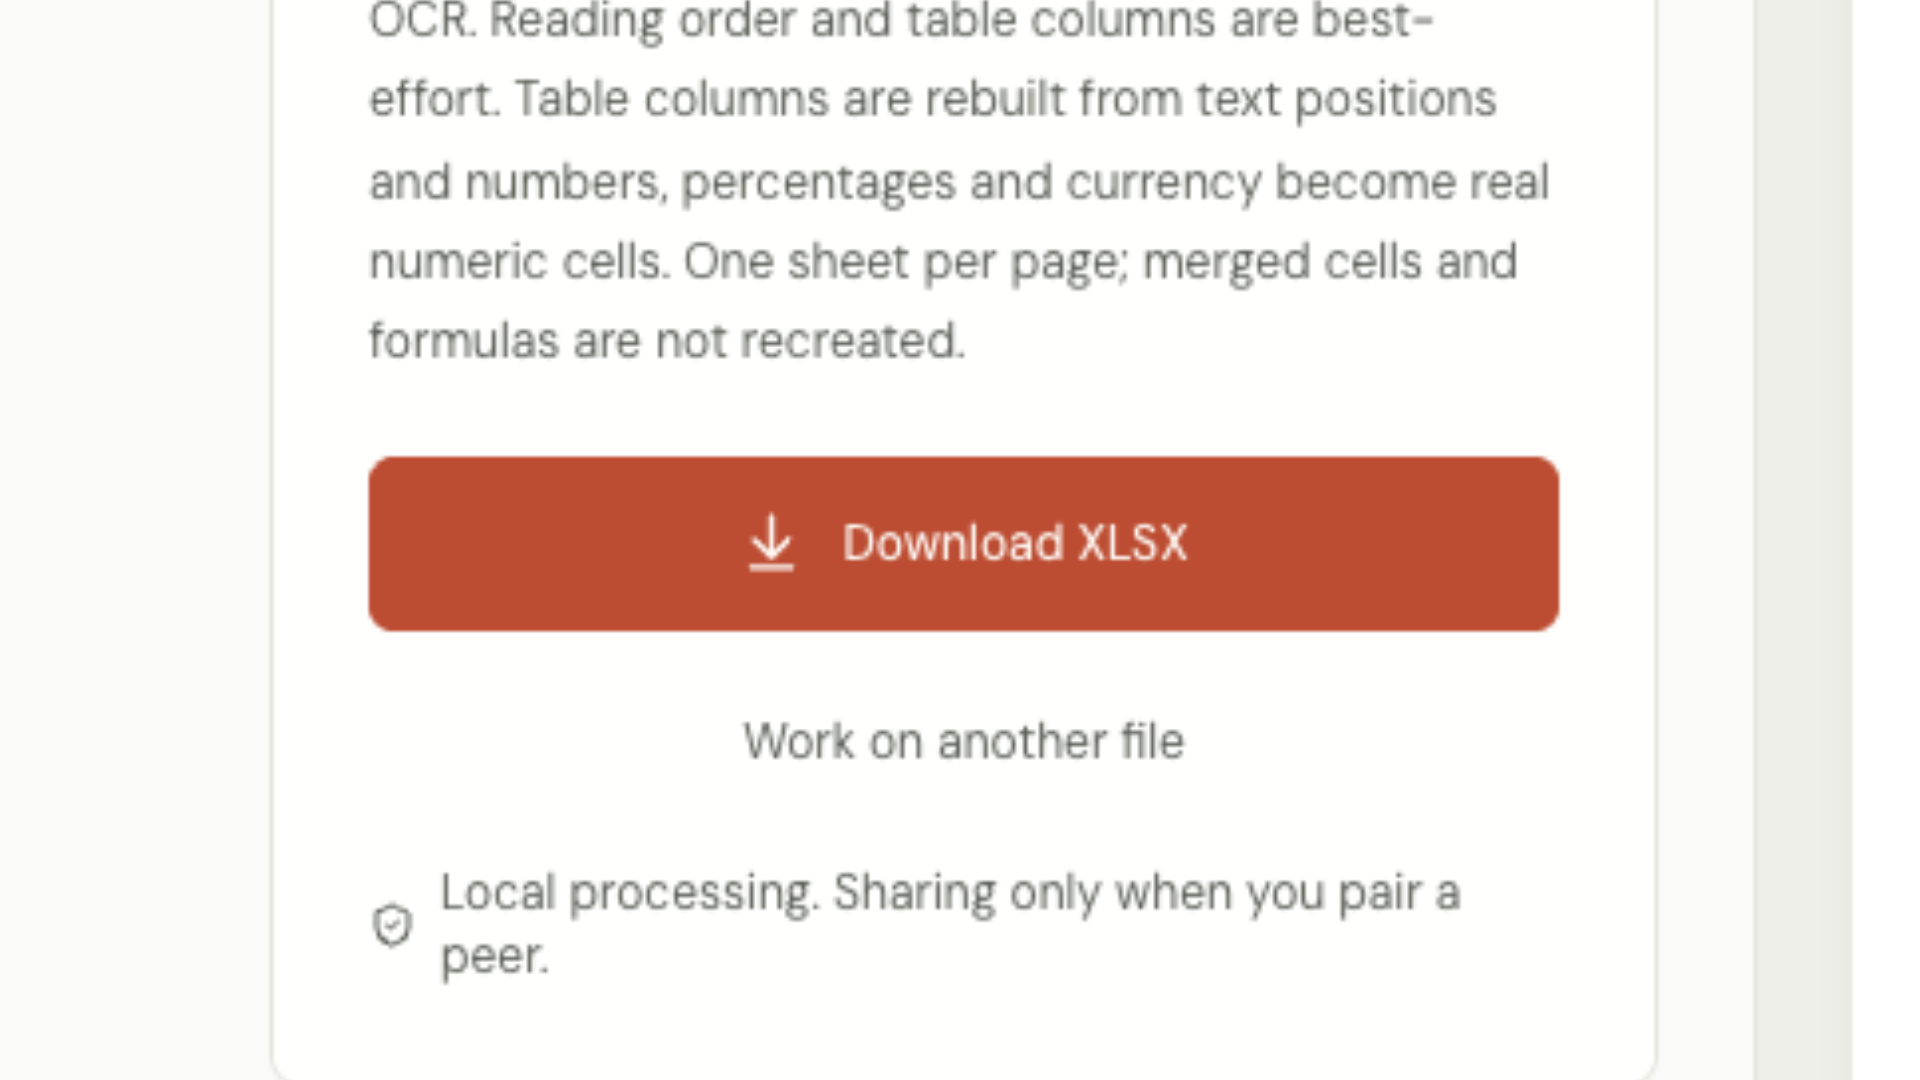 OCR. Reading order and table columns are best-
effort. Table columns are rebuilt from text positions
and numbers, percentages and currency become real
numeric cells. One sheet per page; merged cells and
formulas are not recreated.
Download XLSX
Work on another file
Local processing. Sharing only when you pair a
peer.